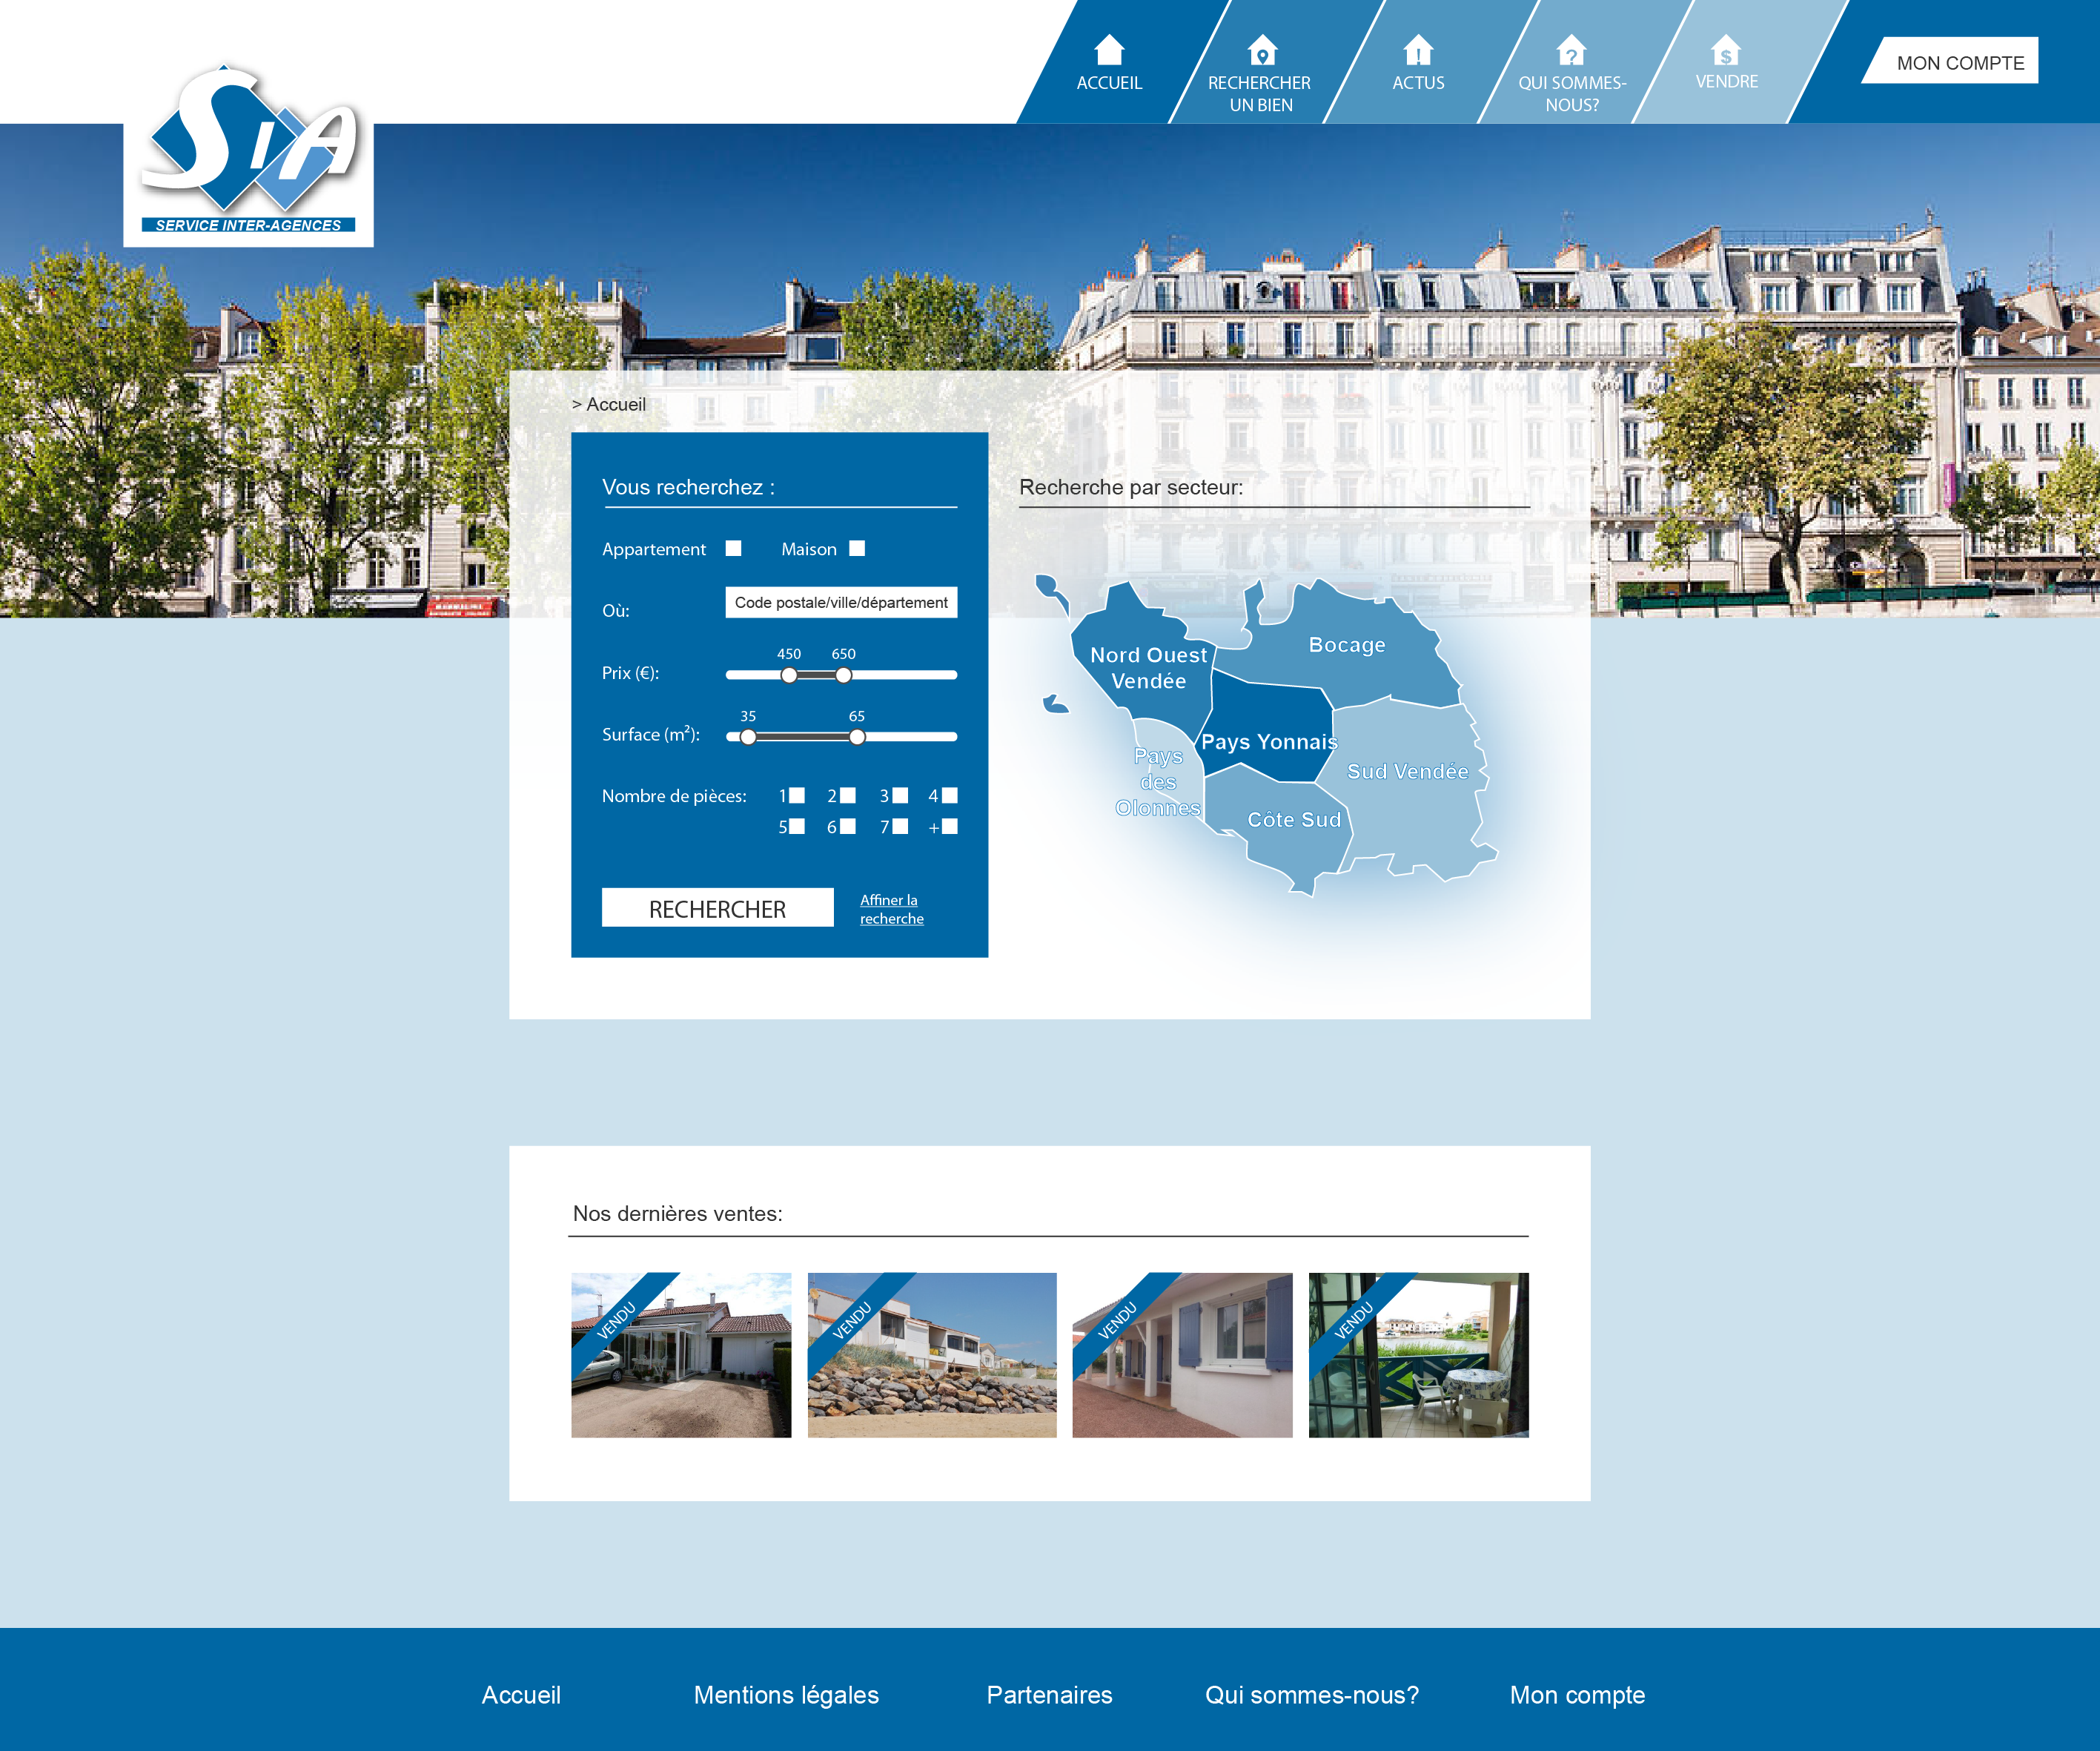 ACCUEIL
RECHERCHER
UN BIEN
ACTUS
QUI SOMMES-
NOUS?
VENDRE
MON COMPTE
SIA
SERVICE INTER-AGENCES
> Accueil
Vous recherchez :
Appartement
Maison
Où:
Code postale/ville/département
Prix (€):
450
650
Surface (m²):
35
65
Nombre de pièces:
1 2 3 4
5 6 7 +
RECHERCHER
Affiner la
recherche
Recherche par secteur:
Nord Ouest
Vendée
Bocage
Pays Yonnais
Pays
des
Olonnes
Sud Vendée
Côte Sud
Nos dernières ventes:
VENDU
VENDU
VENDU
VENDU
Accueil
Mentions légales
Partenaires
Qui sommes-nous?
Mon compte